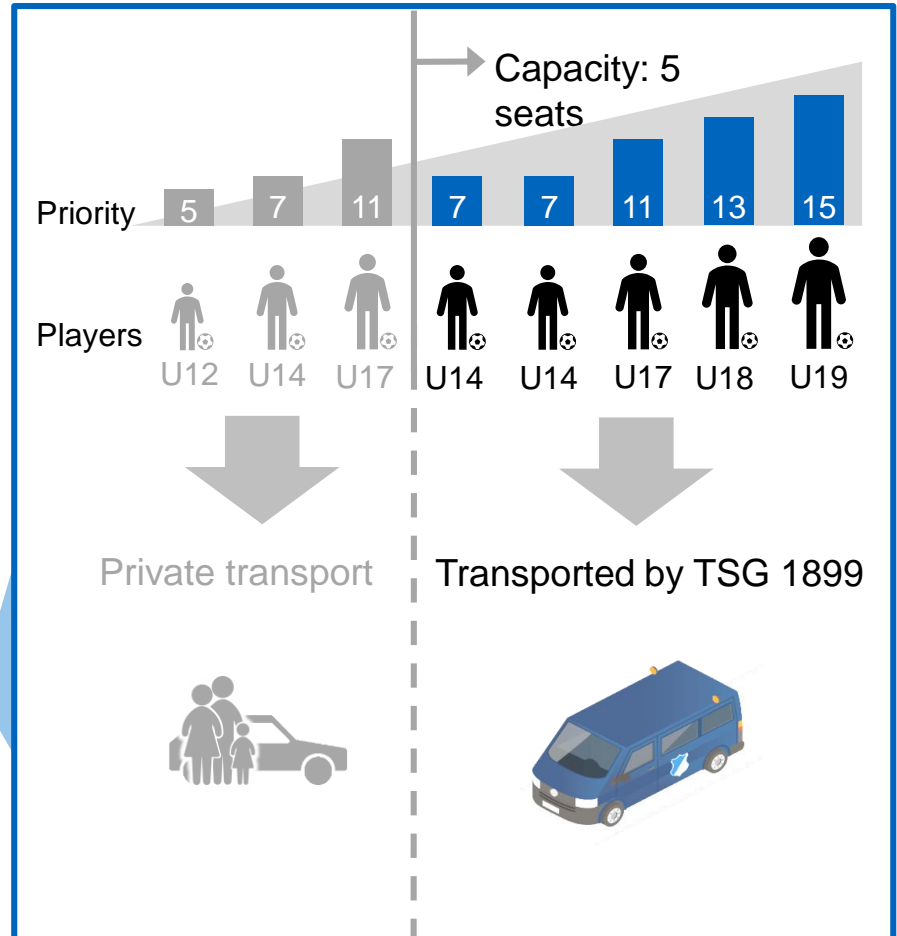 Capacity: 5
seats
Priority 5 7 11 7 7 11 13 15
Players
U12 U14 U17 U14 U14 U17 U18 U19
Private transport
Transported by TSG 1899